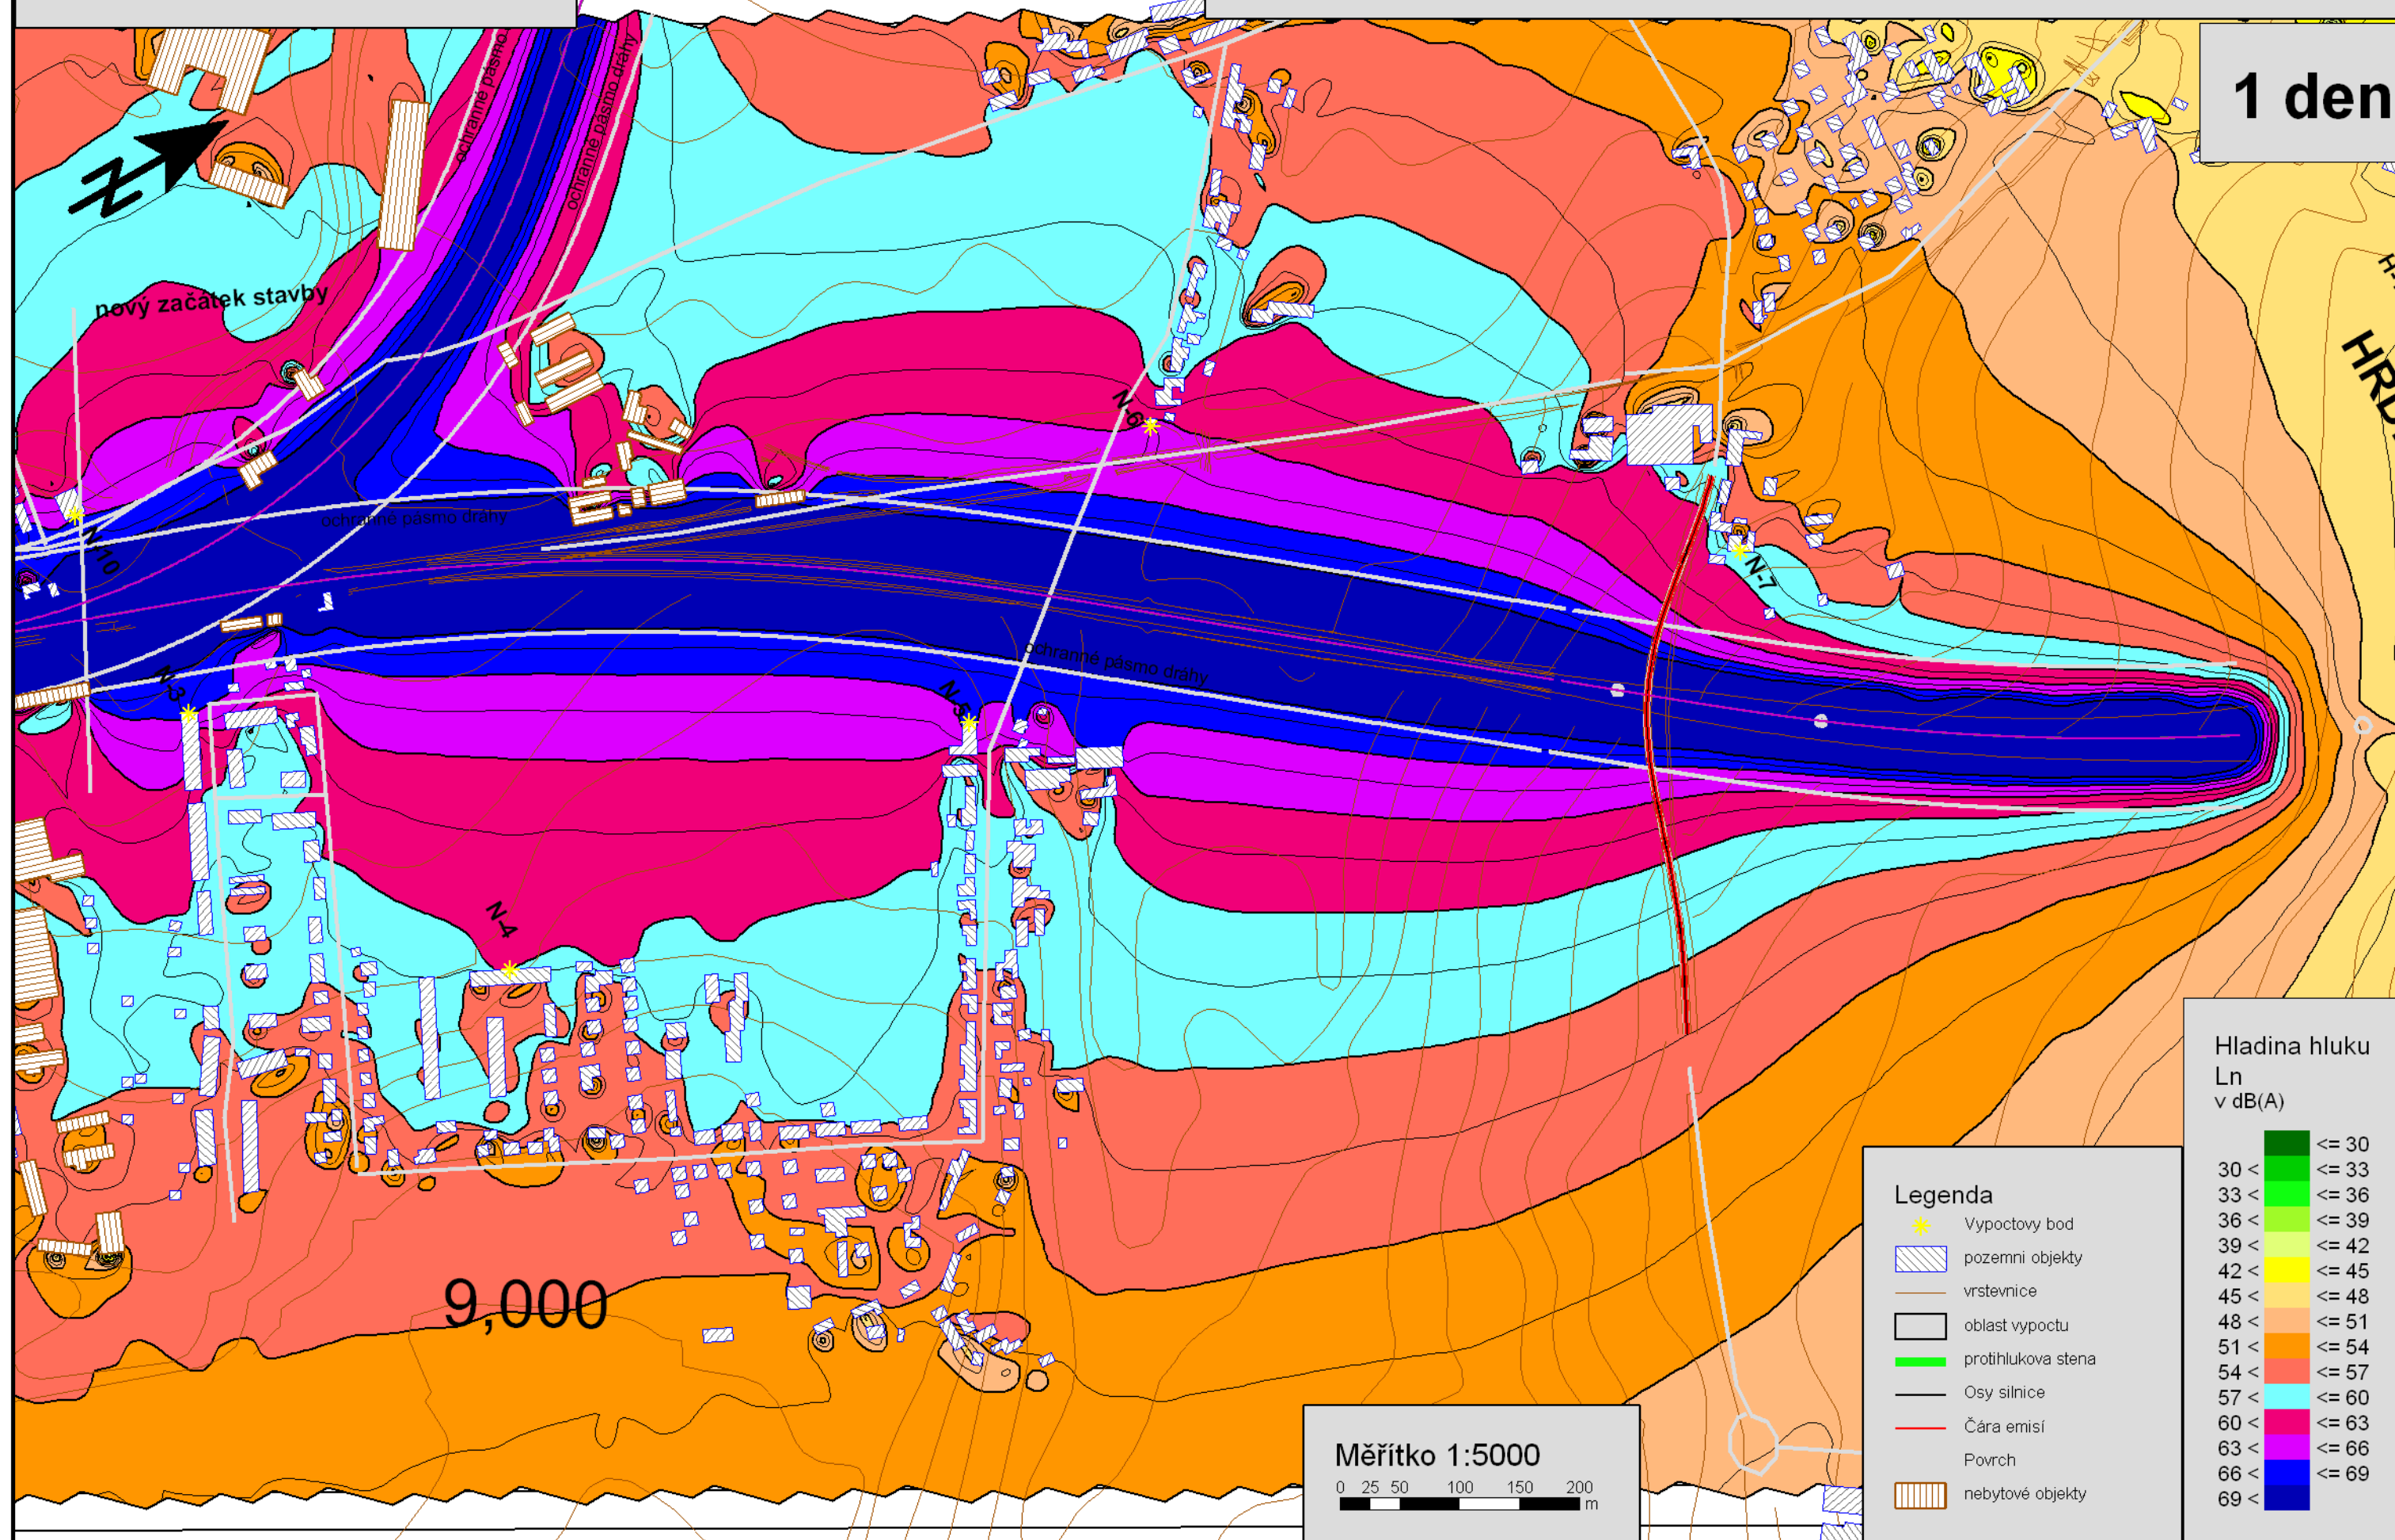 1 den
ochranné pásmo
ochranné pásmo dráhy
Z
nový začátek stavby
HRD
N-6
ochranné pásmo dráhy
N-10
N-7
ochranné pásmo dráhy
N-3
N-5
N-4
9,000
Měřítko 1:5000
0 25 50 100 150 200
m
Legenda
Vypoctovy bod
pozemni objekty
vrstevnice
oblast vypoctu
protihlukova stena
Osy silnice
Čára emisí
Povrch
nebytové objekty
Hladina hluku
Ln
v dB(A)
<= 30
30 < <= 33
33 < <= 36
36 < <= 39
39 < <= 42
42 < <= 45
45 < <= 48
48 < <= 51
51 < <= 54
54 < <= 57
57 < <= 60
60 < <= 63
63 < <= 66
66 < <= 69
69 <